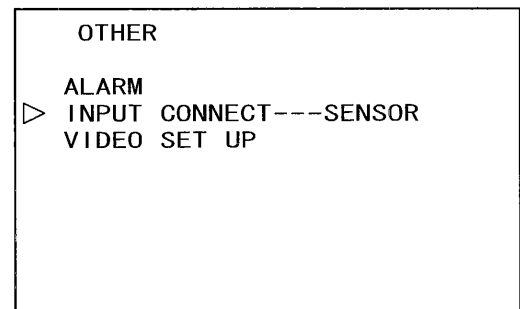 OTHER
ALARM
▷ INPUT CONNECT---SENSOR
VIDEO SET UP